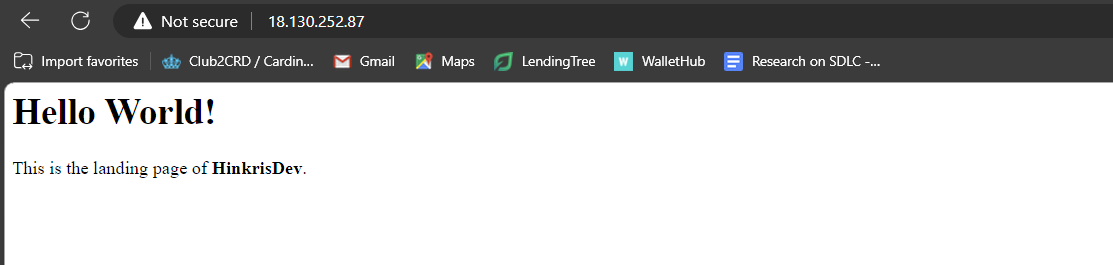 Not secure 18.130.252.87
Import favorites Club2CRD / Cardin... Gmail Maps LendingTree W WalletHub Research on SDLC -...
Hello World!
This is the landing page of HinkrisDev.